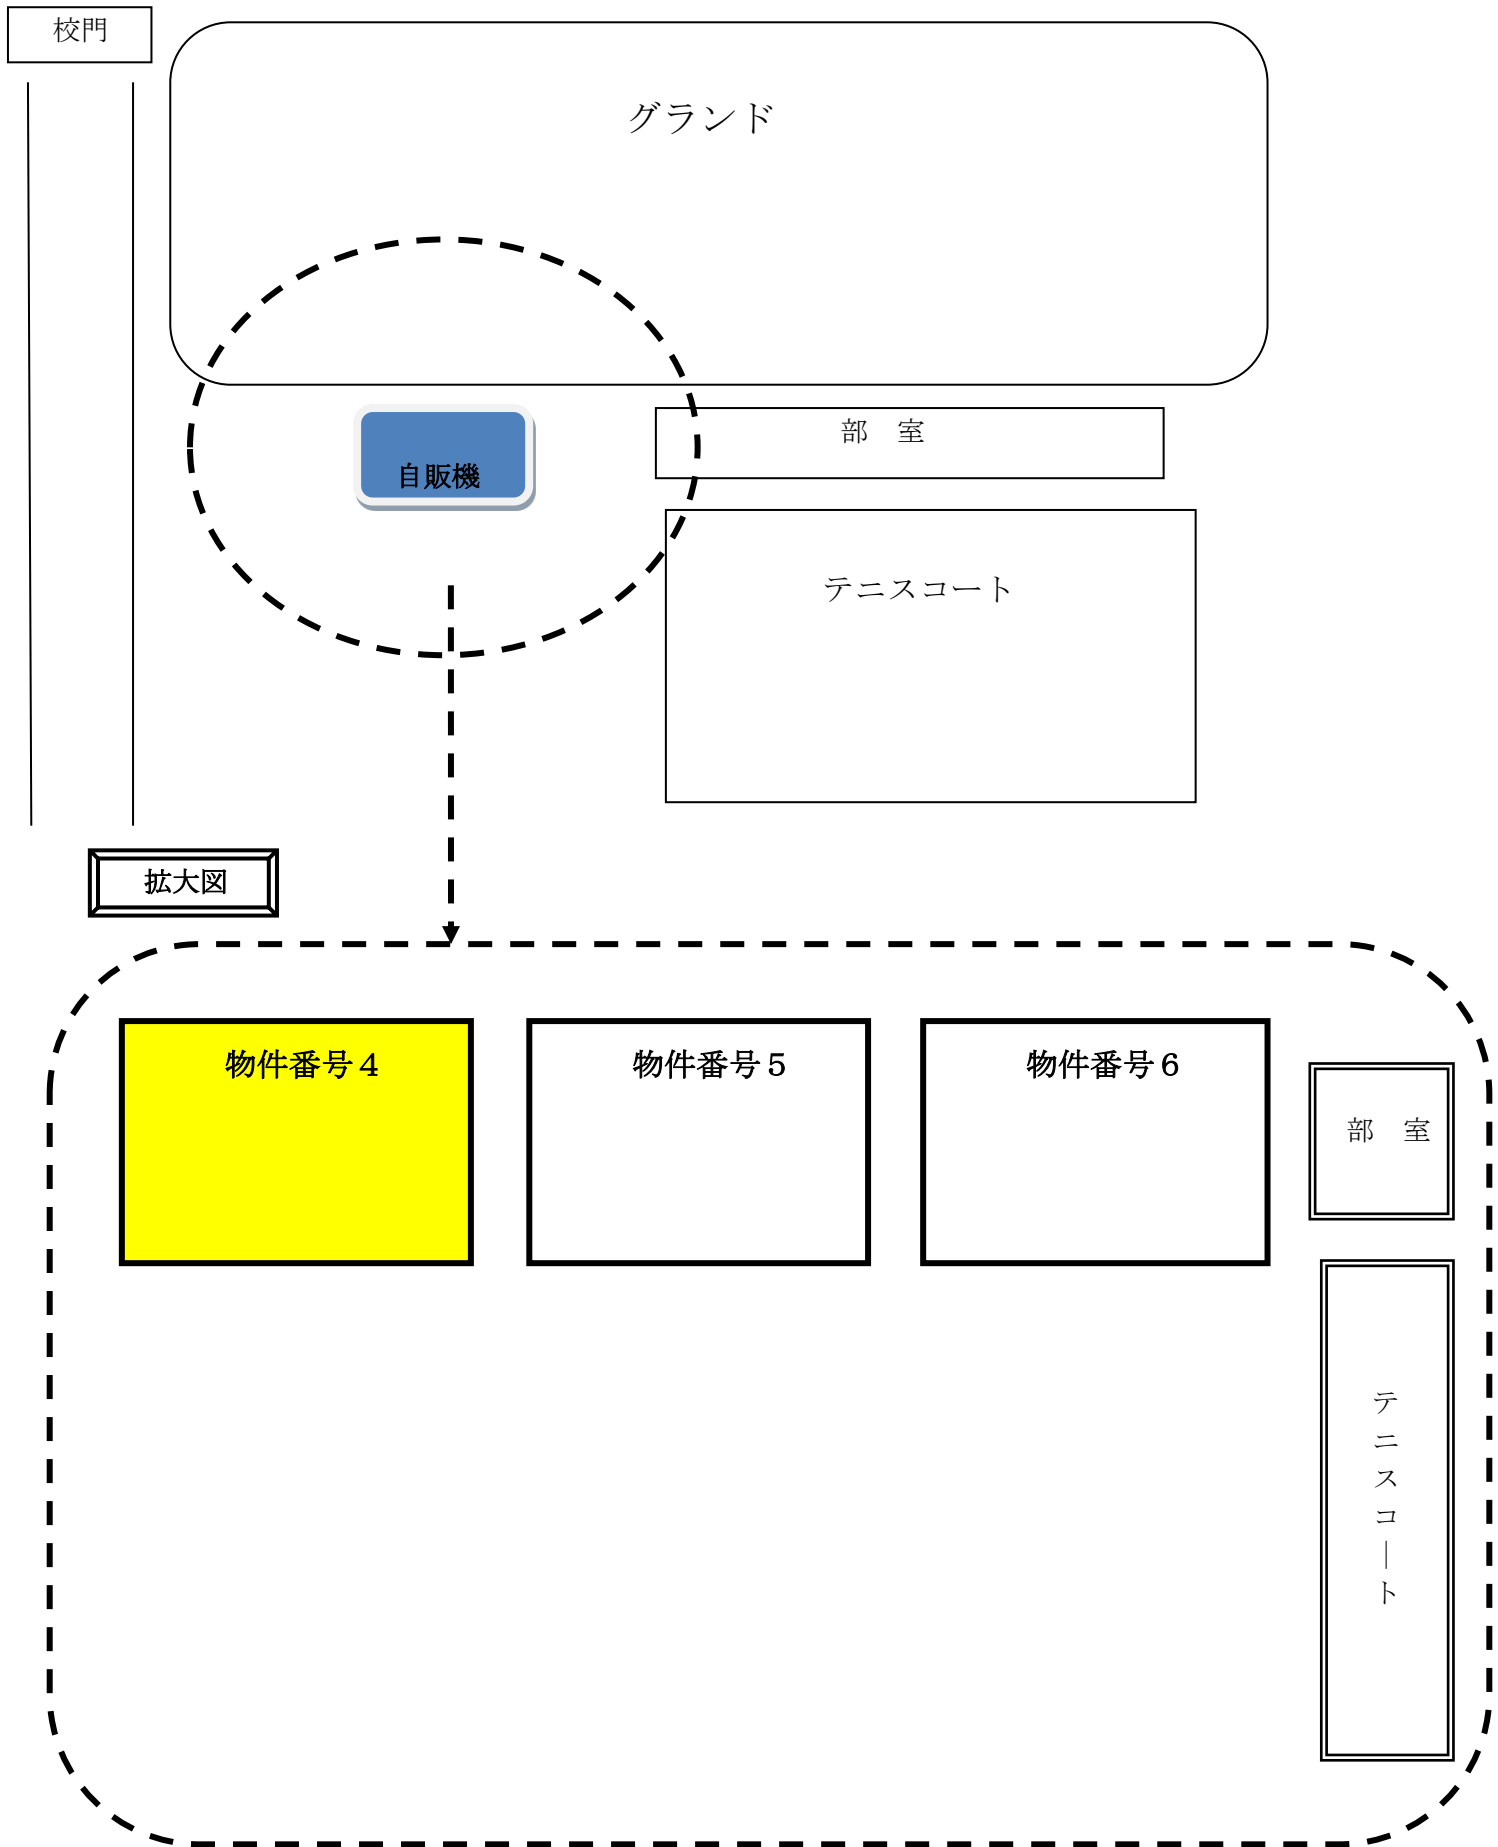 校門
グランド
自販機
部　室
テニスコート
拡大図
物件番号４
物件番号５
物件番号６
部　室
テニスコート